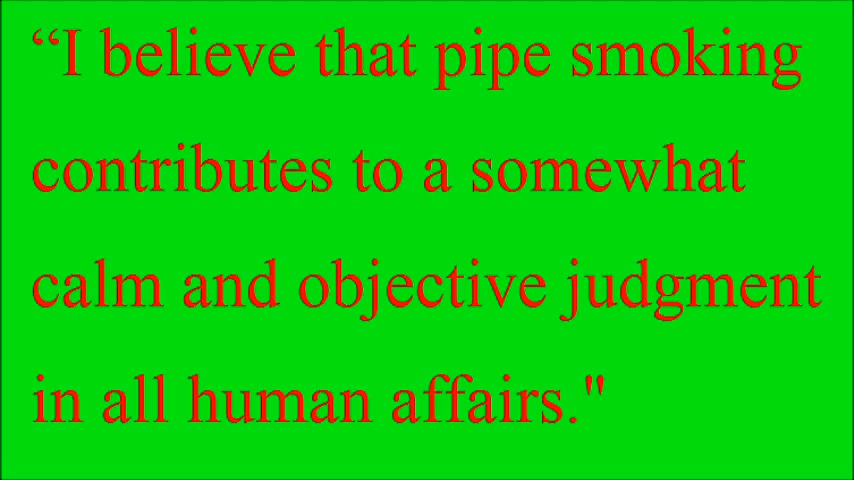 “I believe that pipe smoking
contributes to a somewhat
calm and objective judgment
in all human affairs."